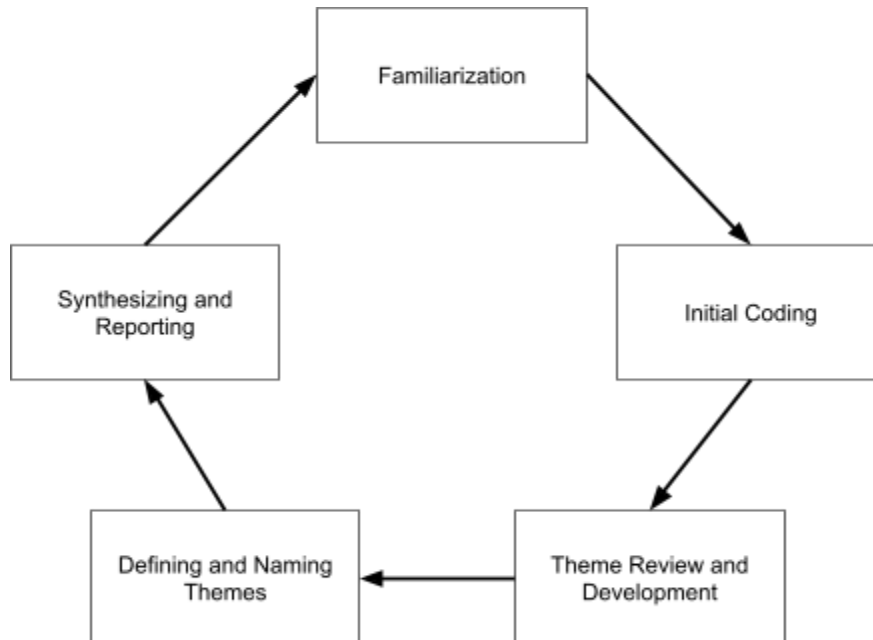 Familiarization
Initial Coding
Theme Review and
Development
Defining and Naming
Themes
Synthesizing and
Reporting